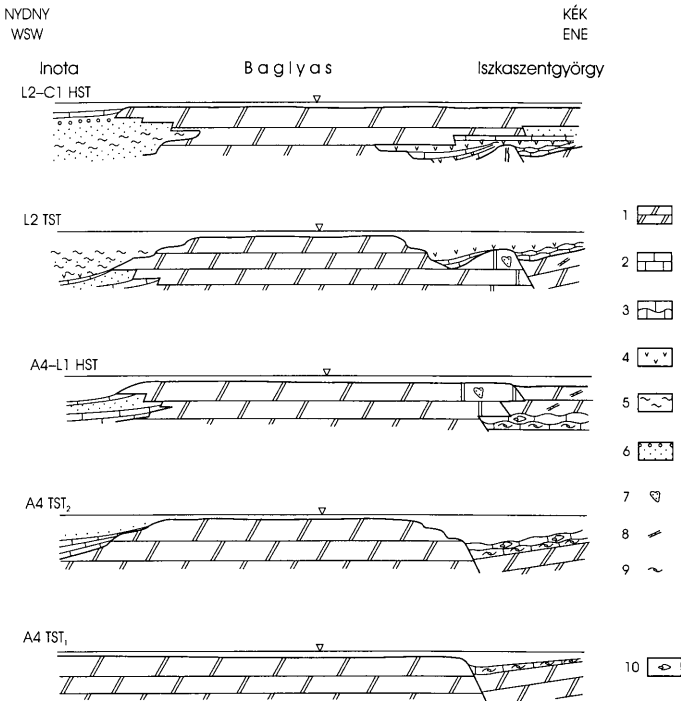 NYDNY
WSW
KÉK
ENE
Inota
Baglyas
Iszkaszentgyörgy
L2–C1 HST
L2 TST
A4–L1 HST
A4 TST₂
A4 TST₁
1
2
3
4
5
6
7
8
9
10